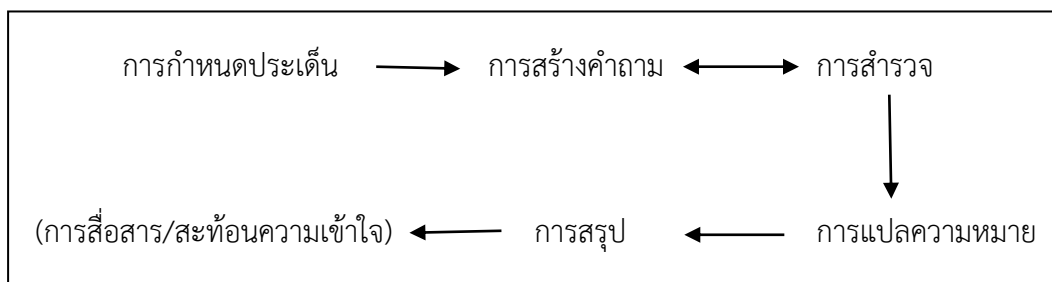 การกำหนดประเด็น การสร้างคำถาม การสำรวจ
(การสื่อสาร/สะท้อนความเข้าใจ) การสรุป การแปลความหมาย